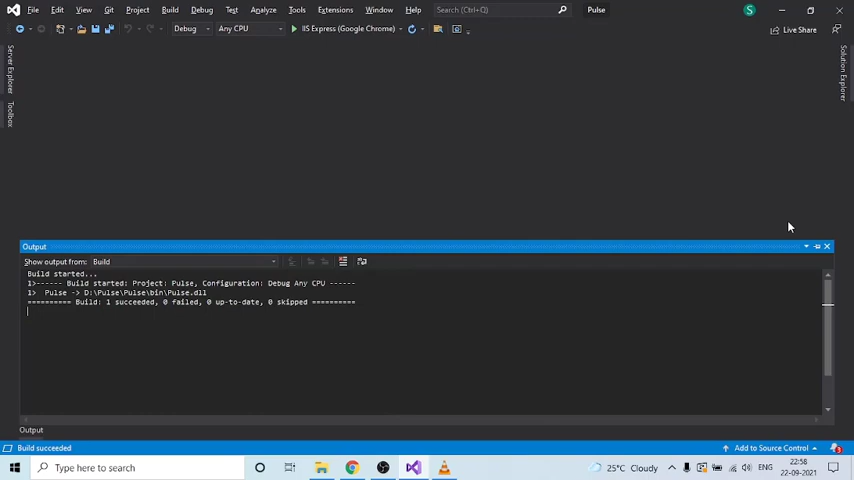 File Edit View Git Project Build Debug Test Analyze Tools Extensions Window Help Search (Ctrl+Q) Pulse S
Debug Any CPU IIS Express (Google Chrome) Live Share
Server Explorer
Toolbox
Solution Explorer
Output
Show output from: Build
Build started...
1>------ Build started: Project: Pulse, Configuration: Debug Any CPU ------
1>  Pulse -> D:\Pulse\Pulse\bin\Pulse.dll
========== Build: 1 succeeded, 0 failed, 0 up-to-date, 0 skipped ==========
Output
Build succeeded Add to Source Control
Type here to search 25°C Cloudy ENG 22:58
22-09-2021